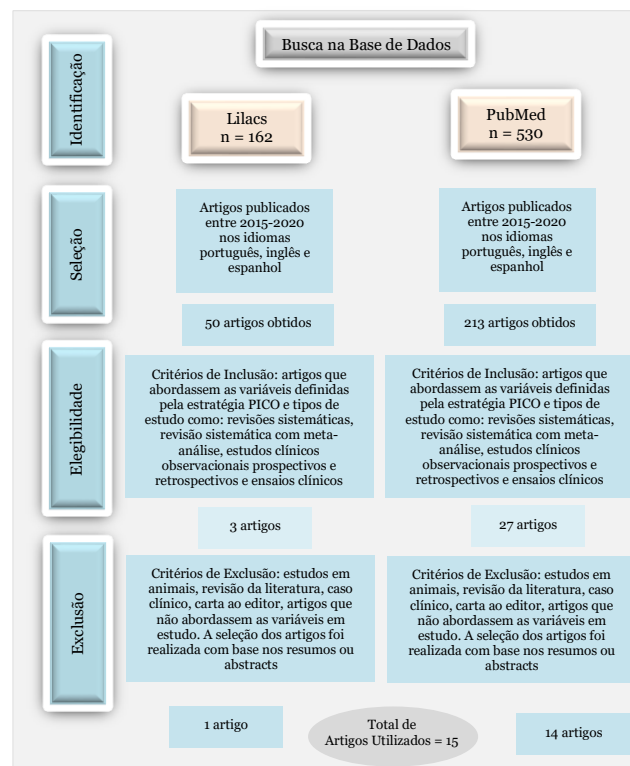 Busca na Base de Dados
Identificação
Lilacs
n = 162
PubMed
n = 530
Seleção
Artigos publicados
entre 2015-2020
nos idiomas
português, inglês e
espanhol
Artigos publicados
entre 2015-2020
nos idiomas
português, inglês e
espanhol
50 artigos obtidos
213 artigos obtidos
Elegibilidade
Critérios de Inclusão: artigos que
abordassem as variáveis definidas
pela estratégia PICO e tipos de
estudo como: revisões sistemáticas,
revisão sistemática com meta-
análise, estudos clínicos
observacionais prospectivos e
retrospectivos e ensaios clínicos
Critérios de Inclusão: artigos que
abordassem as variáveis definidas
pela estratégia PICO e tipos de
estudo como: revisões sistemáticas,
revisão sistemática com meta-
análise, estudos clínicos
observacionais prospectivos e
retrospectivos e ensaios clínicos
3 artigos
27 artigos
Exclusão
Critérios de Exclusão: estudos em
animais, revisão da literatura, caso
clínico, carta ao editor, artigos que
não abordassem as variáveis em
estudo. A seleção dos artigos foi
realizada com base nos resumos ou
abstracts
Critérios de Exclusão: estudos em
animais, revisão da literatura, caso
clínico, carta ao editor, artigos que
não abordassem as variáveis em
estudo. A seleção dos artigos foi
realizada com base nos resumos ou
abstracts
1 artigo
Total de
Artigos Utilizados = 15
14 artigos